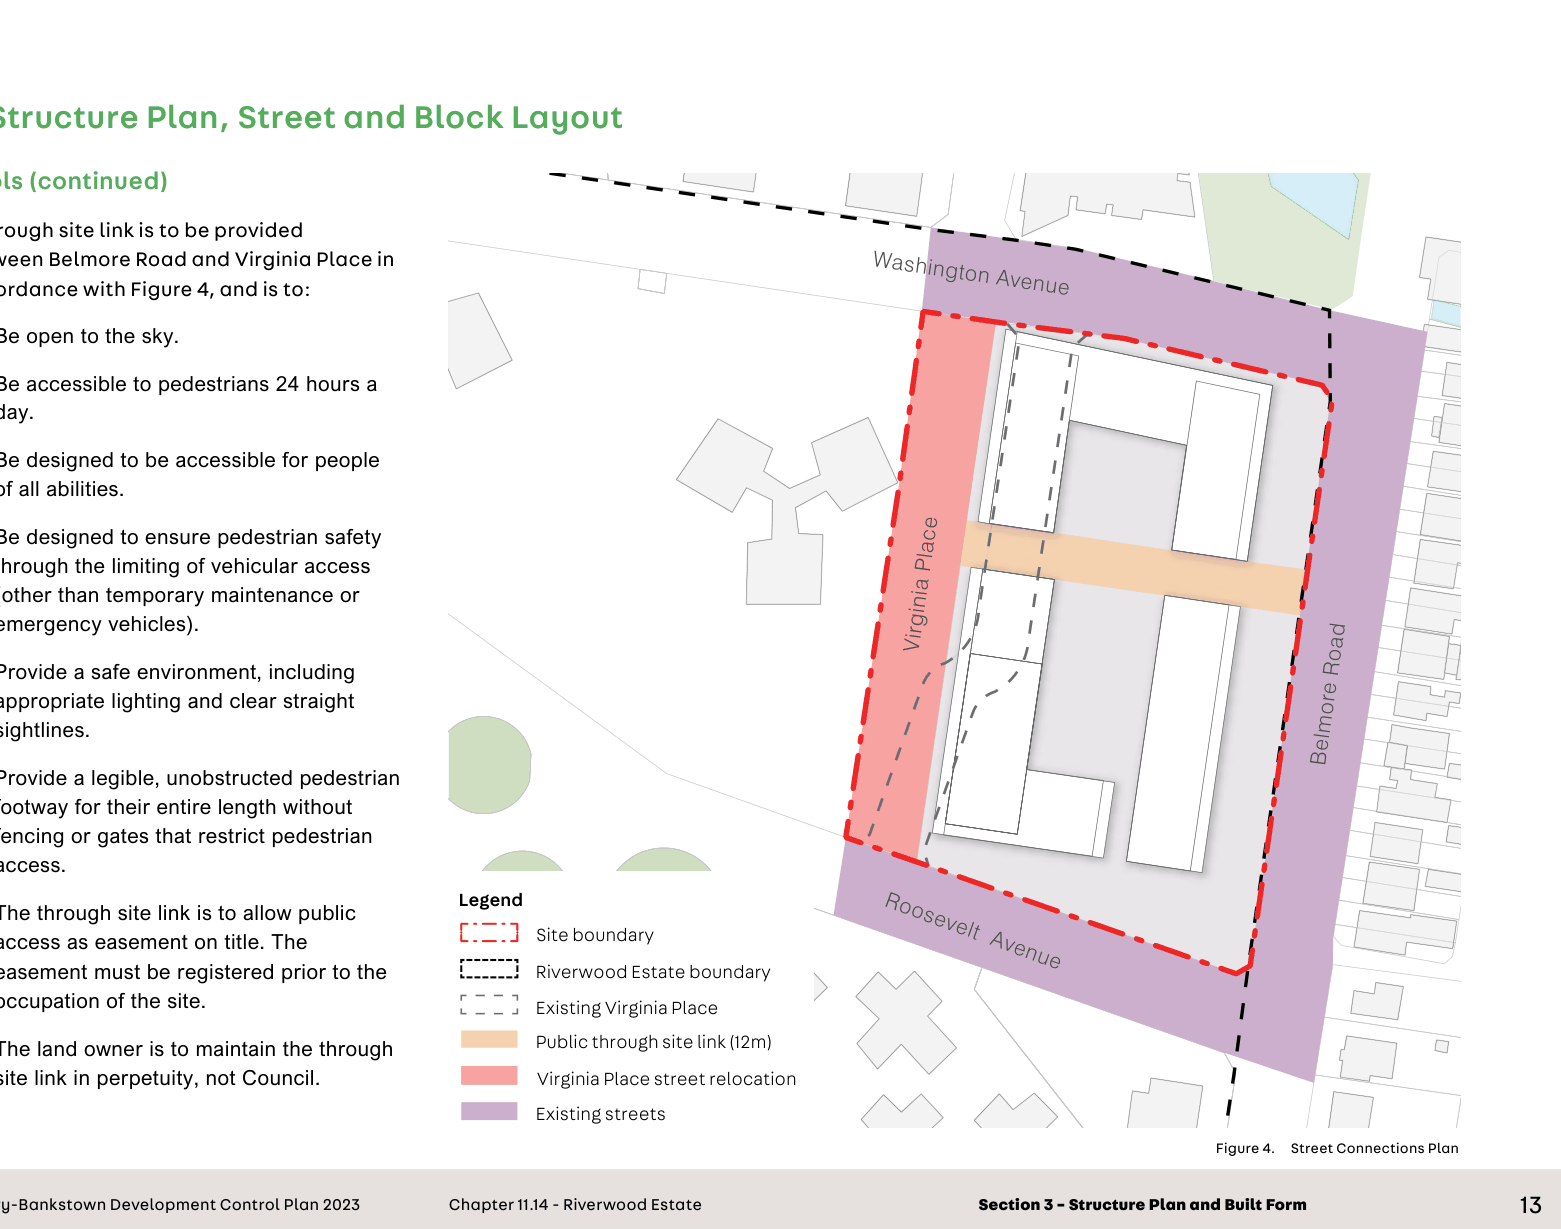 Structure Plan, Street and Block Layout
ols (continued)
rough site link is to be provided
ween Belmore Road and Virginia Place in
ordance with Figure 4, and is to:
Be open to the sky.
Be accessible to pedestrians 24 hours a
day.
Be designed to be accessible for people
of all abilities.
Be designed to ensure pedestrian safety
through the limiting of vehicular access
(other than temporary maintenance or
emergency vehicles).
Provide a safe environment, including
appropriate lighting and clear straight
sightlines.
Provide a legible, unobstructed pedestrian
footway for their entire length without
fencing or gates that restrict pedestrian
access.
The through site link is to allow public
access as easement on title. The
easement must be registered prior to the
occupation of the site.
The land owner is to maintain the through
site link in perpetuity, not Council.
Washington Avenue
Virginia Place
Belmore Road
Roosevelt Avenue
Legend
Site boundary
Riverwood Estate boundary
Existing Virginia Place
Public through site link (12m)
Virginia Place street relocation
Existing streets
Figure 4. Street Connections Plan
y-Bankstown Development Control Plan 2023
Chapter 11.14 - Riverwood Estate
Section 3 – Structure Plan and Built Form
13